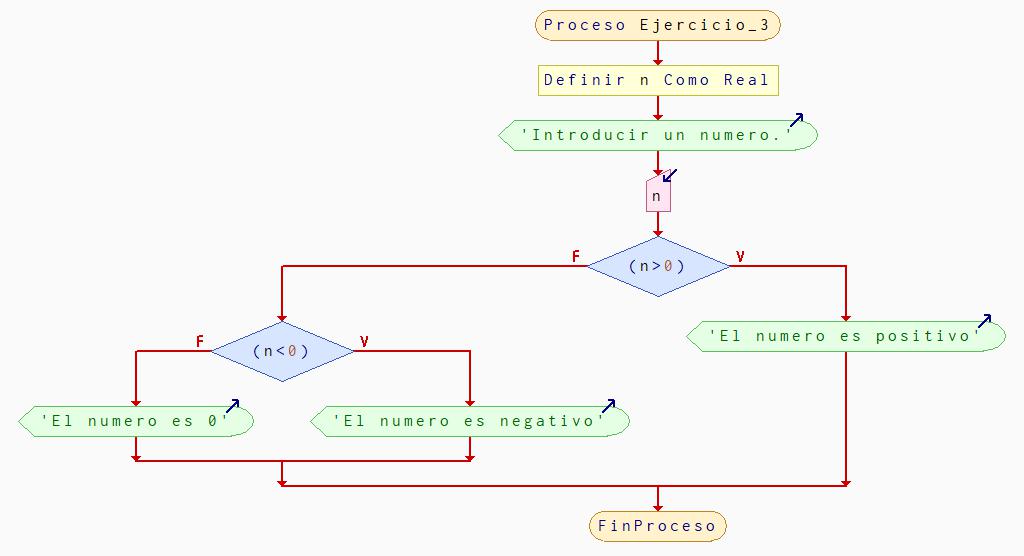 Proceso Ejercicio_3
Definir n Como Real
'Introducir un numero.'
n
F
(n>0)
V
F
(n<0)
V
'El numero es positivo'
'El numero es 0'
'El numero es negativo'
FinProceso